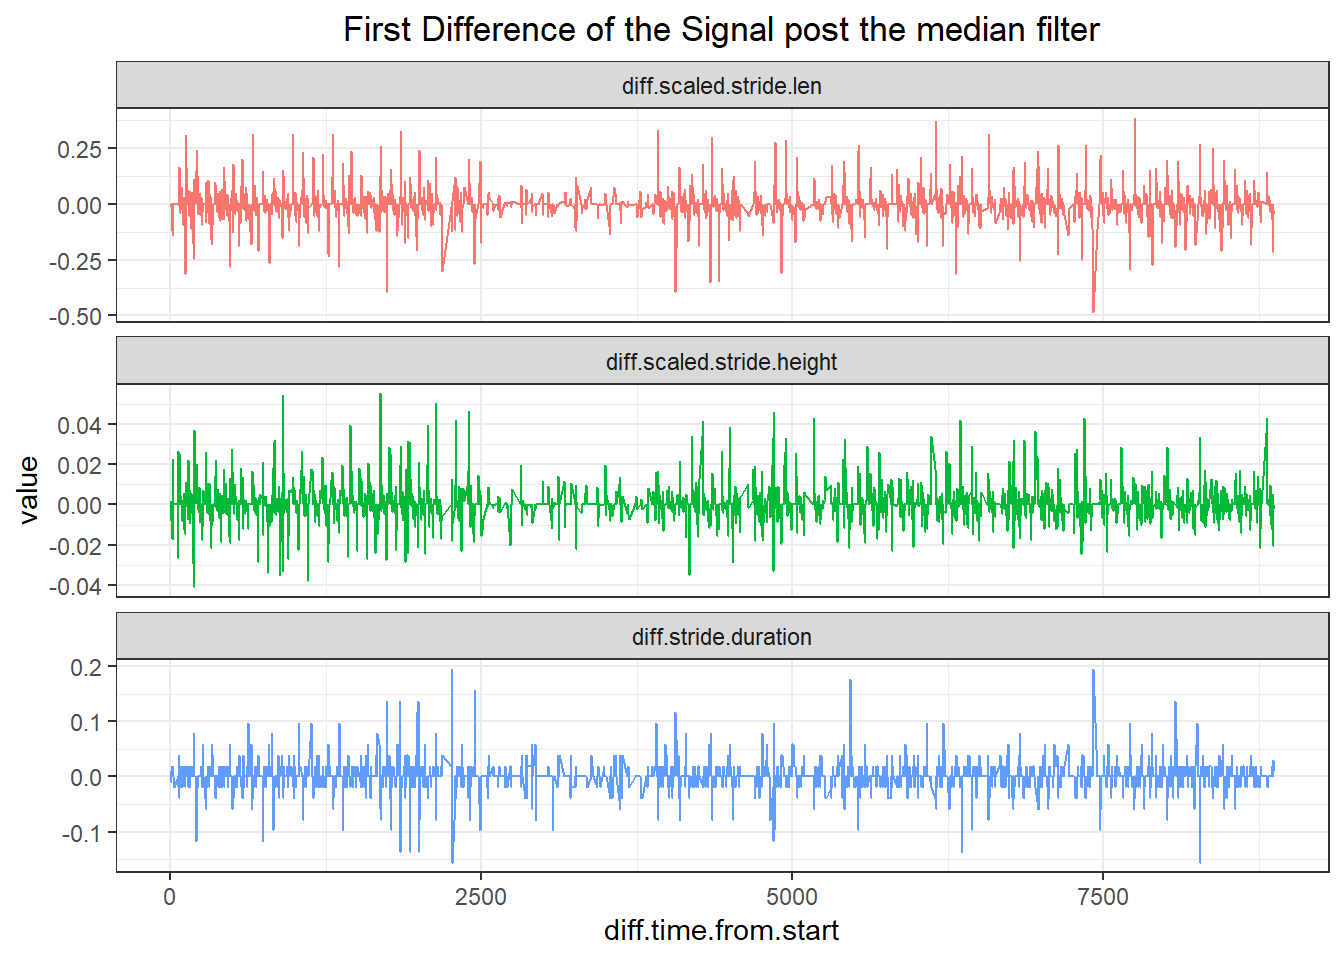 First Difference of the Signal post the median filter
diff.scaled.stride.len
0.25
0.00
-0.25
-0.50
diff.scaled.stride.height
0.04
0.02
0.00
-0.02
-0.04
value
diff.stride.duration
0.2
0.1
0.0
-0.1
0 2500 5000 7500
diff.time.from.start